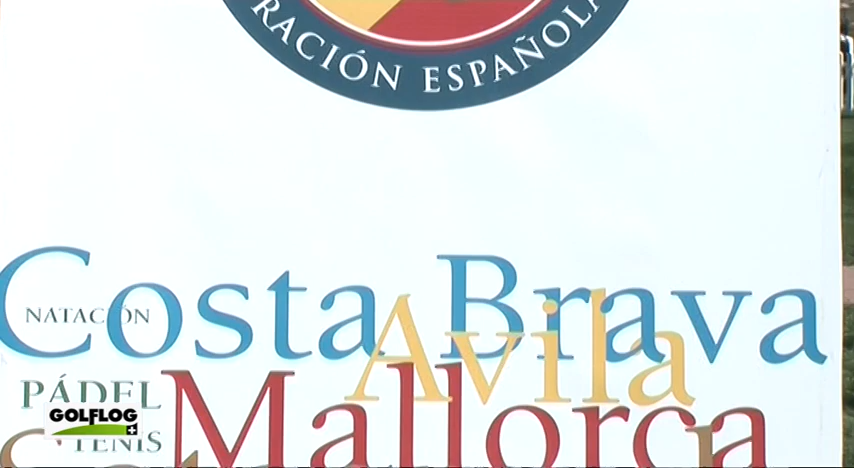 RACIÓN ESPAÑOLA
Costa Brava
NATACIÓN
Avila
PÁDEL
Mallorca
GOLFLOG
TENIS